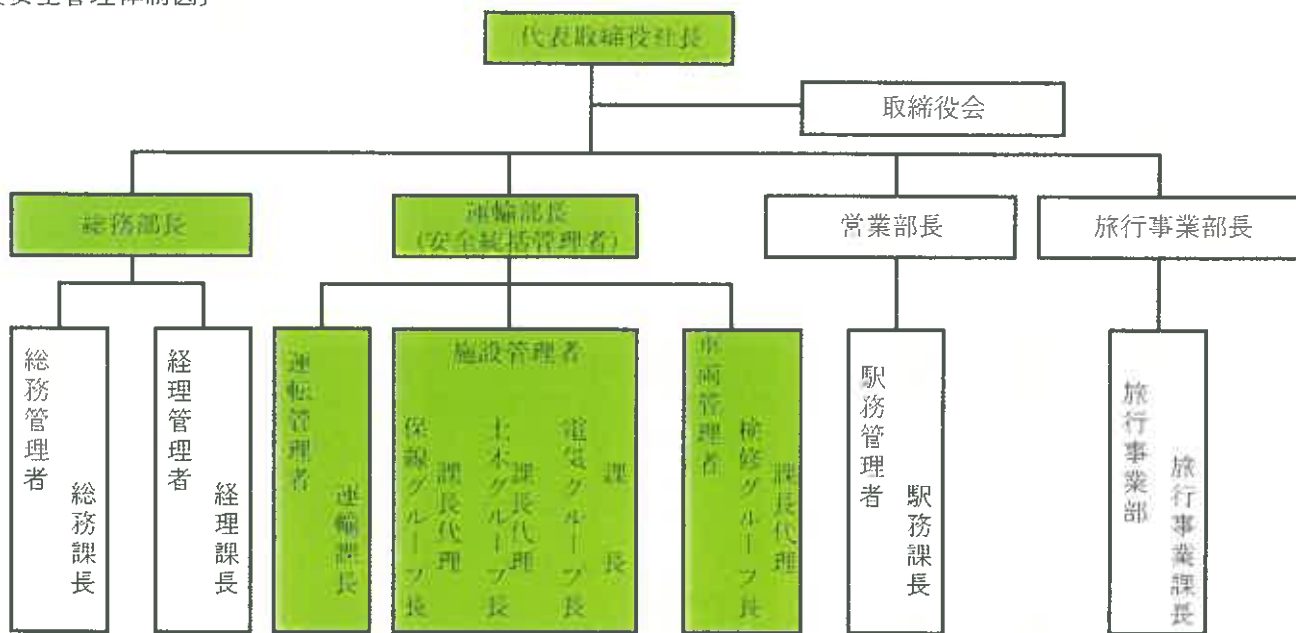 安全管理体制図
代表取締役社長
取締役会
総務部長
運輸部長
(安全統括管理者)
営業部長
旅行事業部長
総務管理者
総務課長
経理管理者
経理課長
運転管理者
運輸課長
施設管理者
保線グループ長
課長代理
土木グループ長
課長代理
電気グループ長
課長
車両管理者
検修グループ長
課長代理
駅務管理者
駅務課長
旅行事業部
旅行事業課長